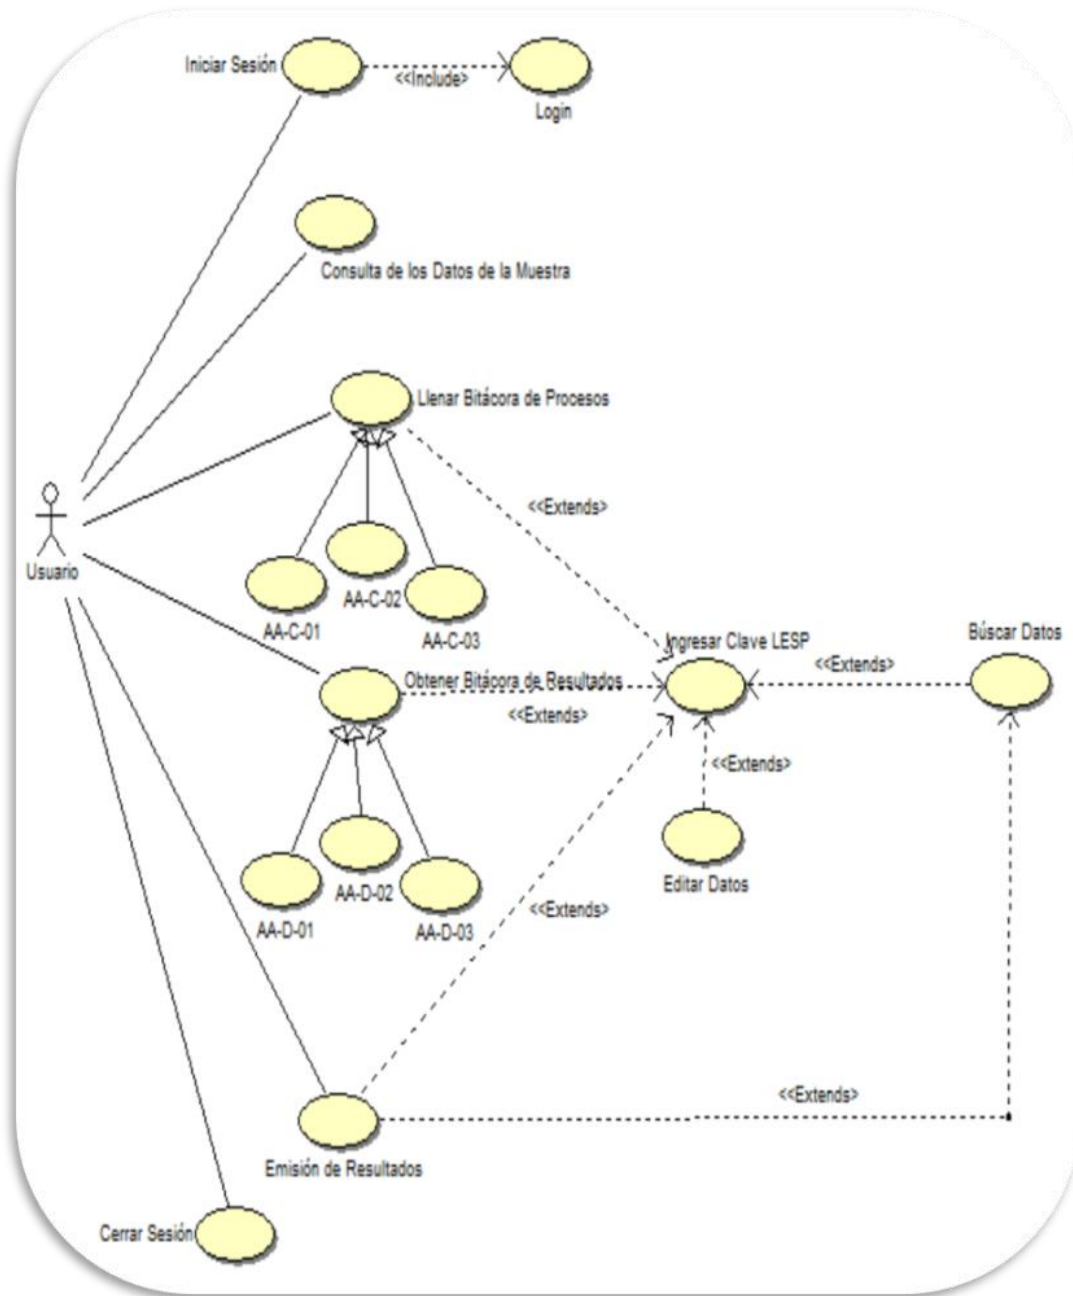 Iniciar Sesión
<<Include>
Login
Consulta de los Datos de la Muestra
Llenar Bitácora de Procesos
<<Extends>
Usuario
AA-C-01
AA-C-02
AA-C-03
Ingresar Clave LESP
Búscar Datos
<<Extends>
Obtener Bitácora de Resultados
<<Extends>
<<Extends>
Editar Datos
AA-D-01
AA-D-02
AA-D-03
<<Extends>
<<Extends>
Emisión de Resultados
Cerrar Sesión